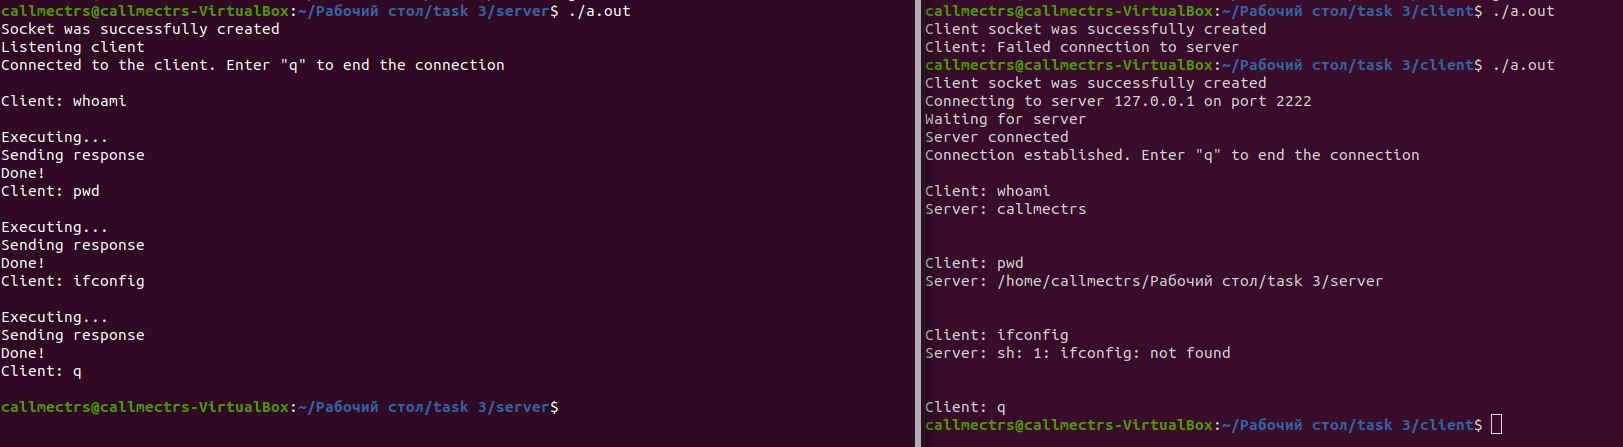 callmectrs@callmectrs-VirtualBox:~/Рабочий стол/task 3/server$ ./a.out
Socket was successfully created
Listening client
Connected to the client. Enter "q" to end the connection
Client: whoami
Executing...
Sending response
Done!
Client: pwd
Executing...
Sending response
Done!
Client: ifconfig
Executing...
Sending response
Done!
Client: q
callmectrs@callmectrs-VirtualBox:~/Рабочий стол/task 3/server$
callmectrs@callmectrs-VirtualBox:~/Рабочий стол/task 3/client$ ./a.out
Client socket was successfully created
Client: Failed connection to server
callmectrs@callmectrs-VirtualBox:~/Рабочий стол/task 3/client$ ./a.out
Client socket was successfully created
Connecting to server 127.0.0.1 on port 2222
Waiting for server
Server connected
Connection established. Enter "q" to end the connection
Client: whoami
Server: callmectrs
Client: pwd
Server: /home/callmectrs/Рабочий стол/task 3/server
Client: ifconfig
Server: sh: 1: ifconfig: not found
Client: q
callmectrs@callmectrs-VirtualBox:~/Рабочий стол/task 3/client$